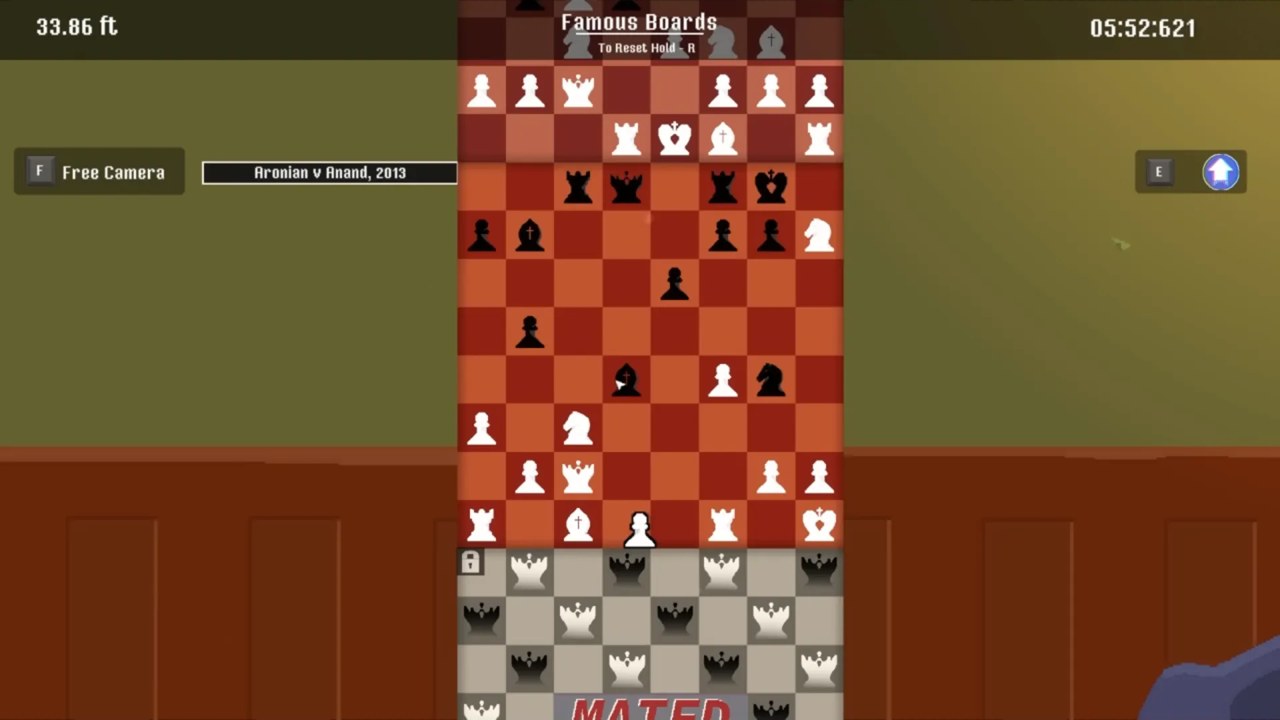 33.86 ft
Famous Boards
To Reset Hold - R
05:52:621
F Free Camera
Aronian v Anand, 2013
E
MATED